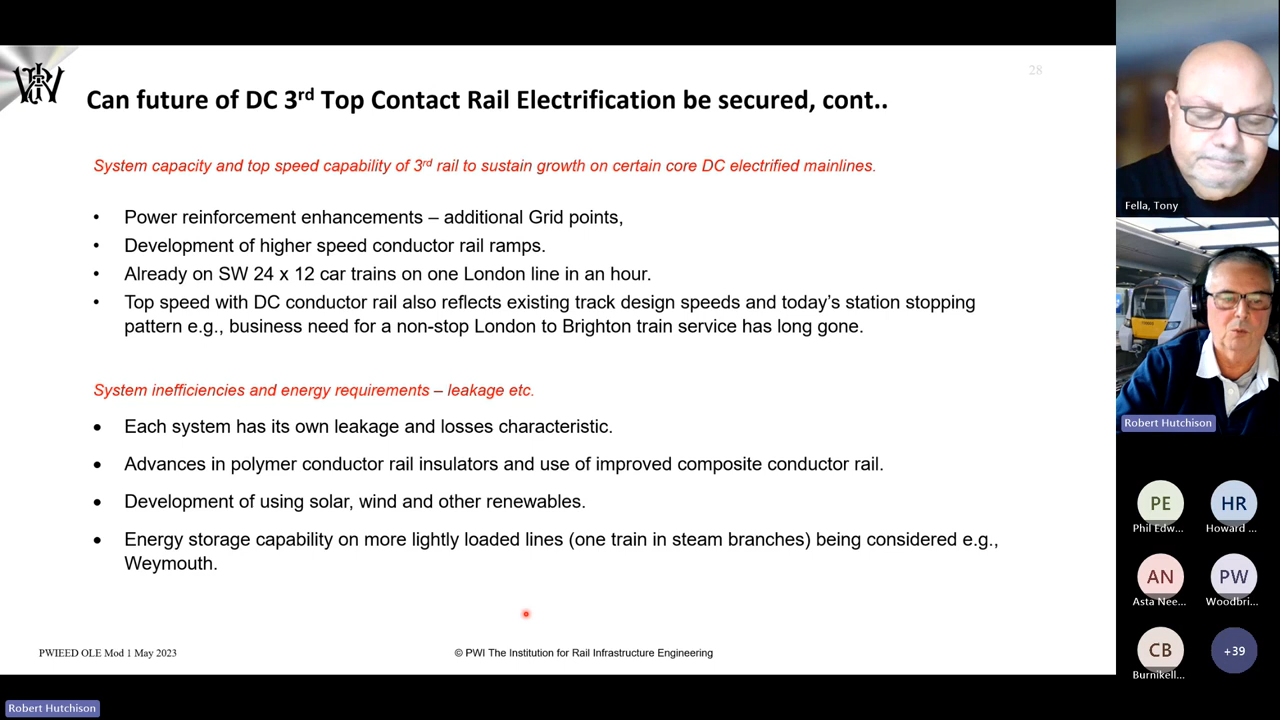 28
Can future of DC 3rd Top Contact Rail Electrification be secured, cont..
System capacity and top speed capability of 3rd rail to sustain growth on certain core DC electrified mainlines.
• Power reinforcement enhancements – additional Grid points,
• Development of higher speed conductor rail ramps.
• Already on SW 24 x 12 car trains on one London line in an hour.
• Top speed with DC conductor rail also reflects existing track design speeds and today's station stopping
pattern e.g., business need for a non-stop London to Brighton train service has long gone.
System inefficiencies and energy requirements – leakage etc.
• Each system has its own leakage and losses characteristic.
• Advances in polymer conductor rail insulators and use of improved composite conductor rail.
• Development of using solar, wind and other renewables.
• Energy storage capability on more lightly loaded lines (one train in steam branches) being considered e.g.,
Weymouth.
PWIEED OLE Mod 1 May 2023
© PWI The Institution for Rail Infrastructure Engineering
Robert Hutchison
Fella, Tony
Robert Hutchison
PE
Phil Edw...
HR
Howard ...
AN
Asta Nee...
PW
Woodbri...
CB
Burnikell...
+39